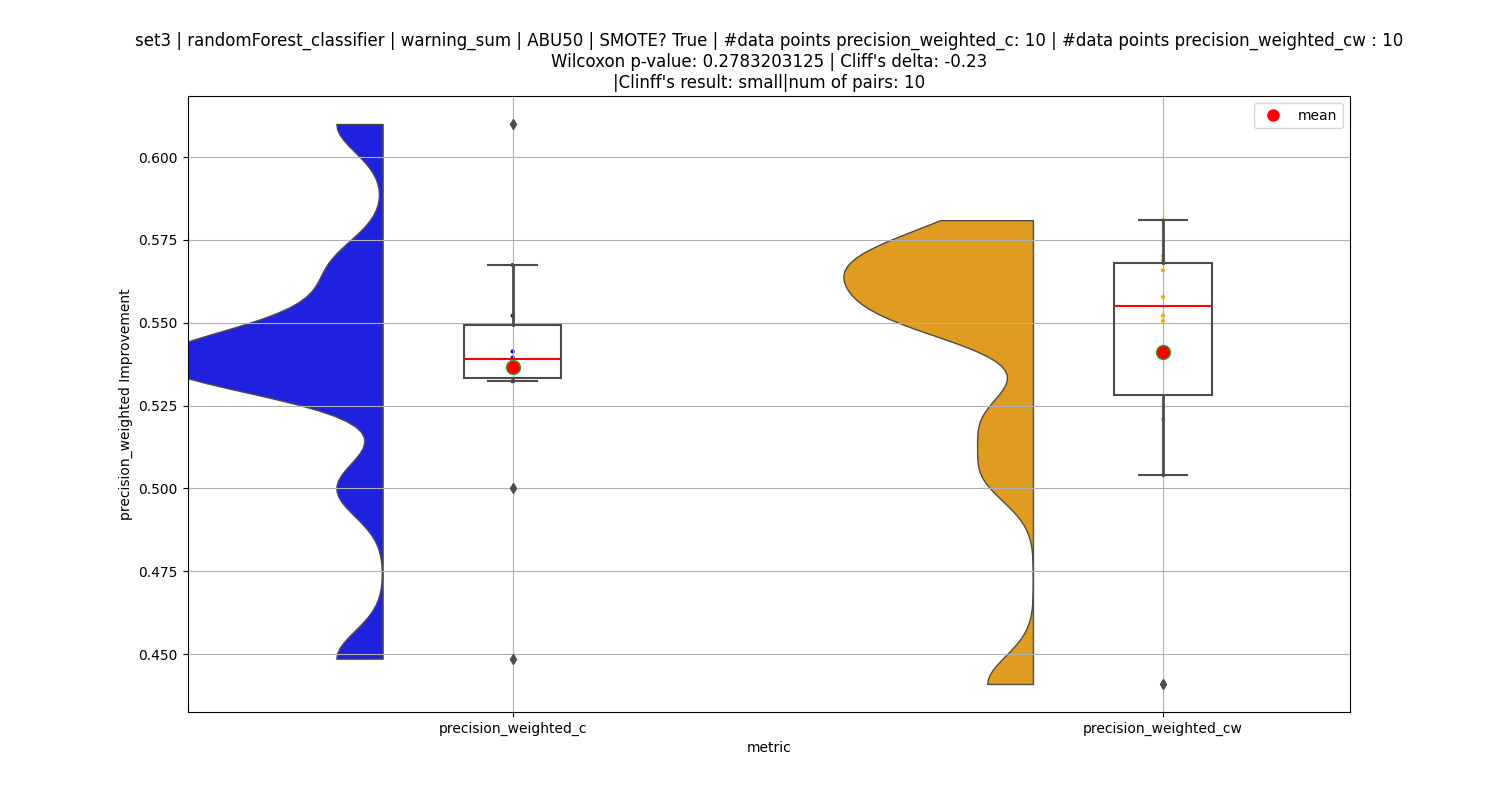 set3 | randomForest_classifier | warning_sum | ABU50 | SMOTE? True | #data points precision_weighted_c: 10 | #data points precision_weighted_cw : 10
Wilcoxon p-value: 0.2783203125 | Cliff's delta: -0.23
|Clinff's result: small|num of pairs: 10
mean
0.600
0.575
0.550
0.525
0.500
0.475
0.450
precision_weighted Improvement
precision_weighted_c
precision_weighted_cw
metric